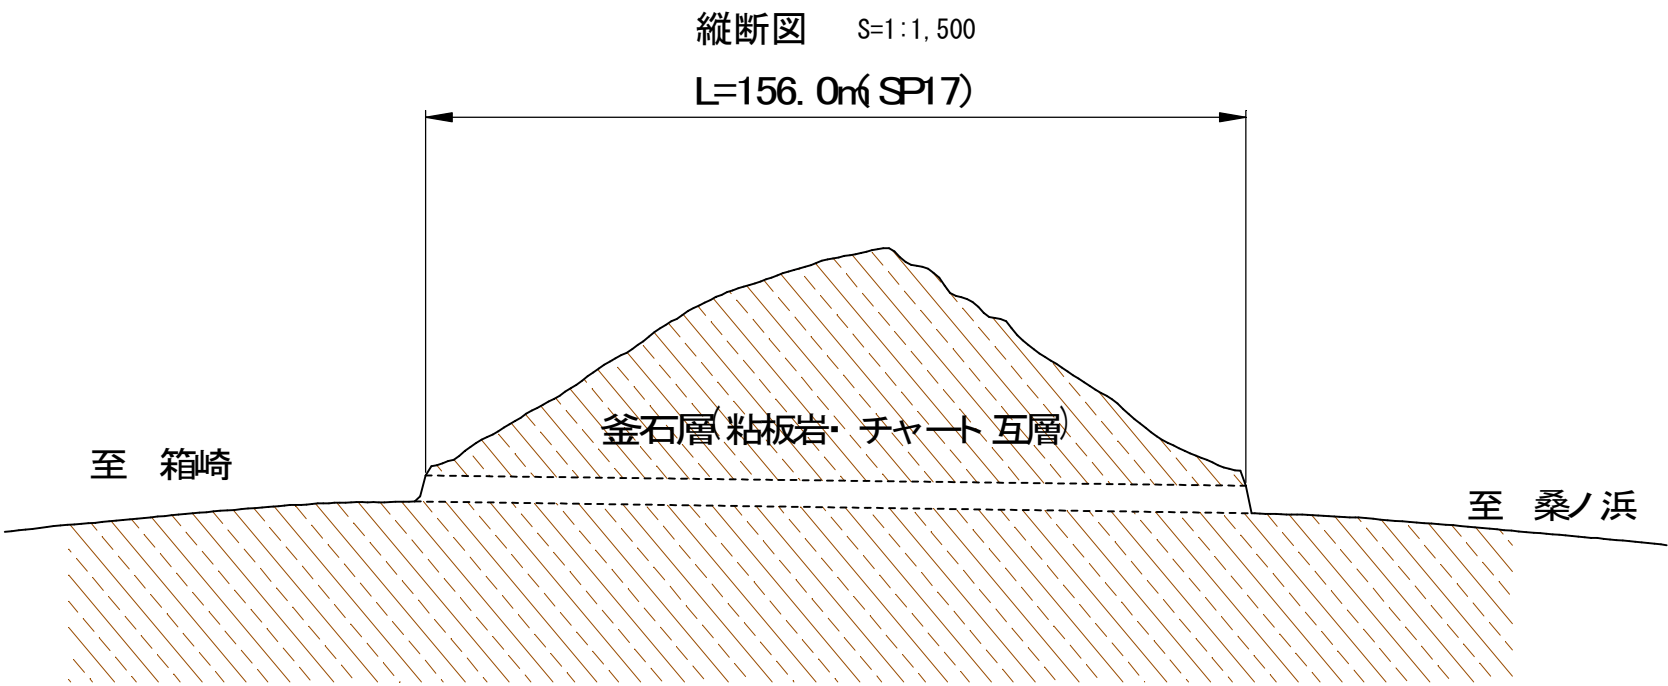 縦断図 S=1:1,500
L=156.0m(SP17)
釜石層(粘板岩・チャート互層)
至 箱崎
至 桑ノ浜